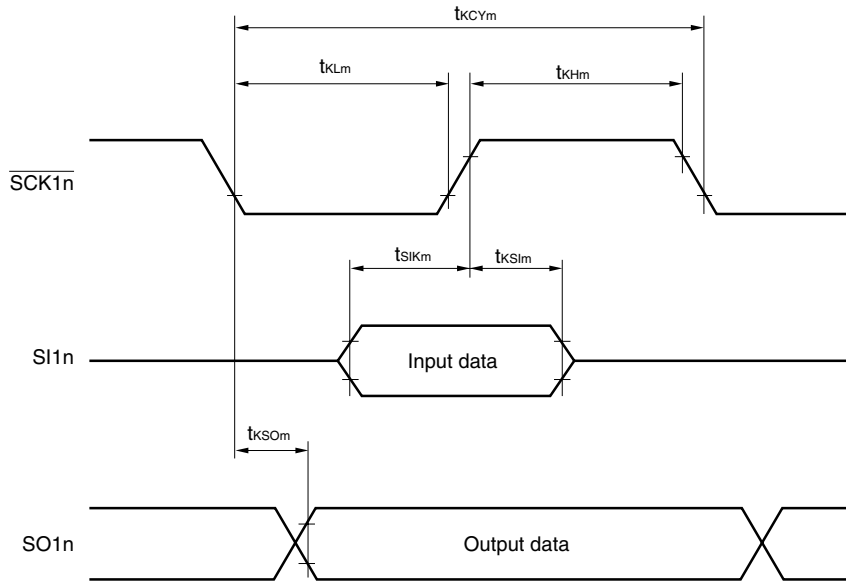 tKCYm
tKLm
tKHm
SCK1n
tSIKm
tKSIm
SI1n
Input data
tKSOm
SO1n
Output data